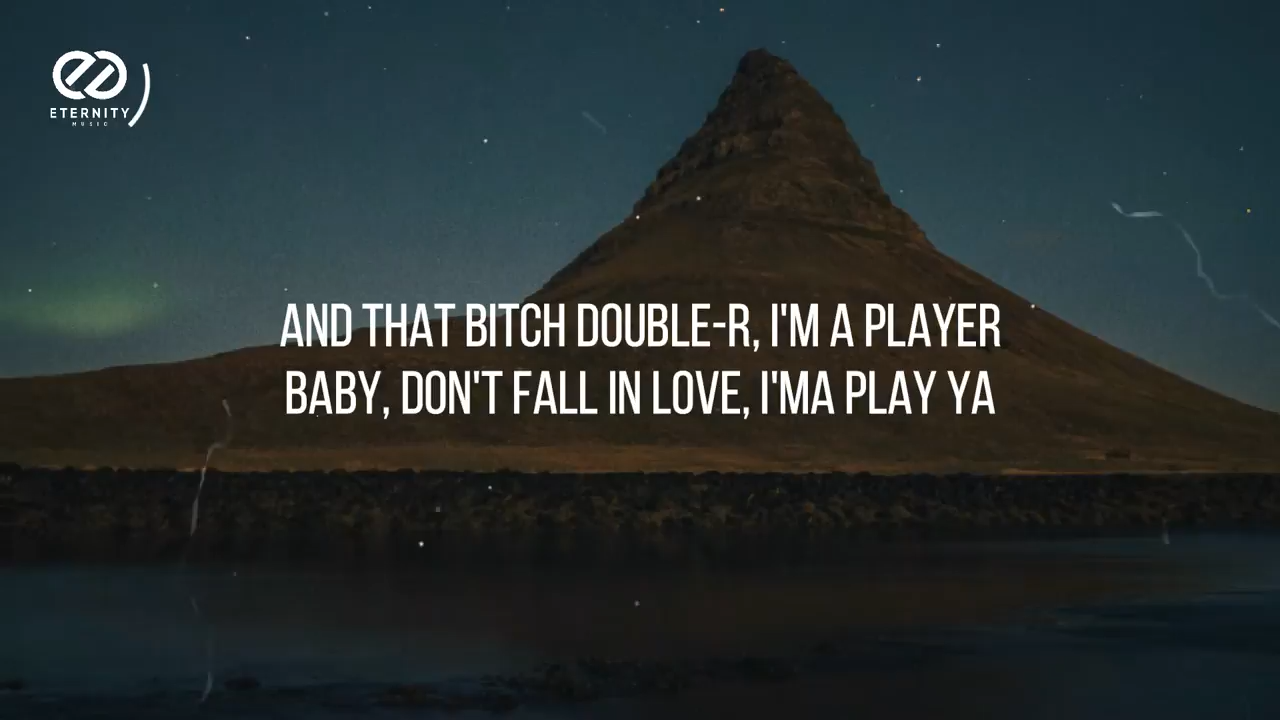 ETERNITY
MUSIC
AND THAT BITCH DOUBLE-R, I'M A PLAYER
BABY, DON'T FALL IN LOVE, I'MA PLAY YA